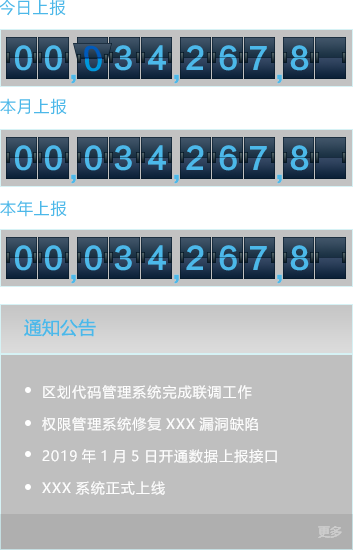 今日上报
00,034,267,8
本月上报
00,034,267,8
本年上报
00,034,267,8
通知公告
• 区划代码管理系统完成联调工作
• 权限管理系统修复 XXX 漏洞缺陷
• 2019 年 1 月 5 日开通数据上报接口
• XXX 系统正式上线
更多